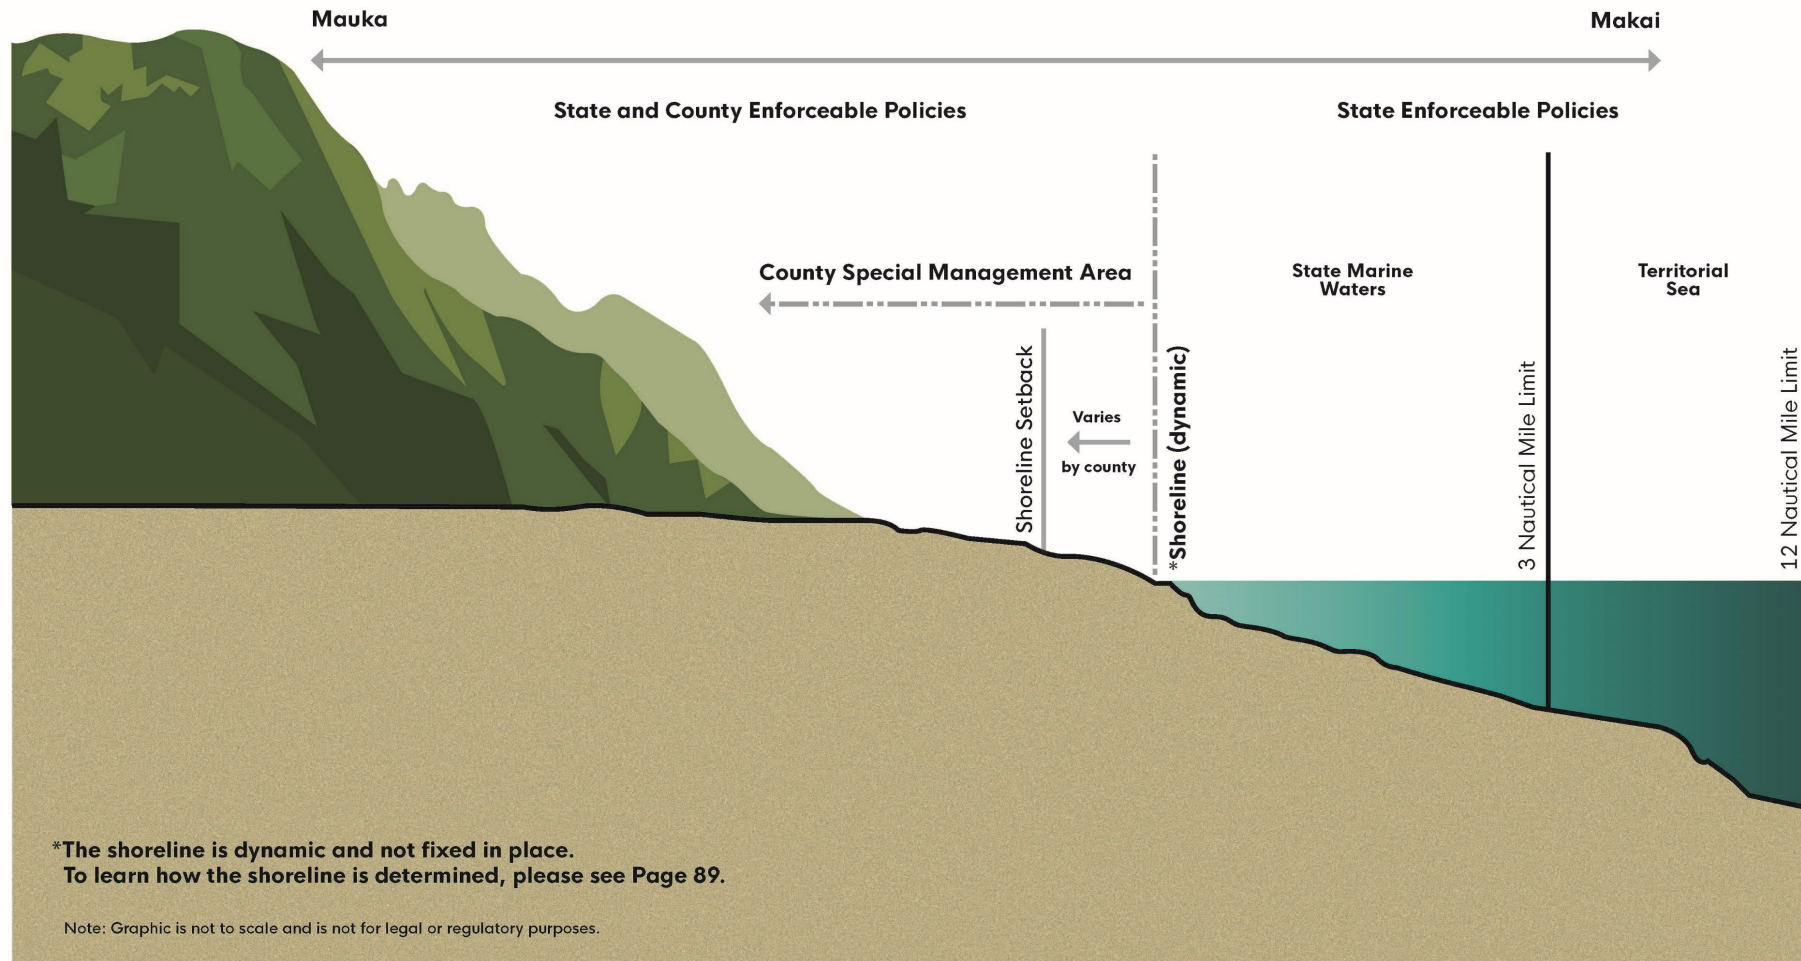 Mauka
Makai
State and County Enforceable Policies
State Enforceable Policies
County Special Management Area
State Marine
Waters
Territorial
Sea
Shoreline Setback
Varies
by county
*Shoreline (dynamic)
3 Nautical Mile Limit
12 Nautical Mile Limit
*The shoreline is dynamic and not fixed in place.
To learn how the shoreline is determined, please see Page 89.
Note: Graphic is not to scale and is not for legal or regulatory purposes.